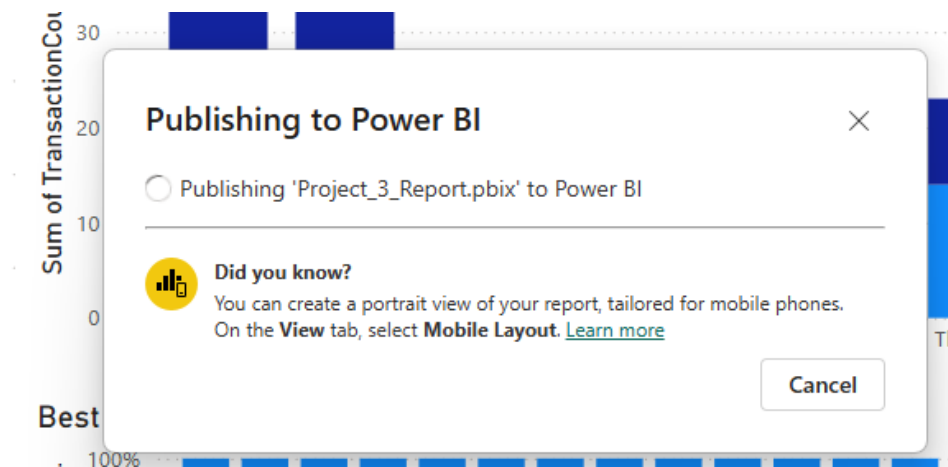 Sum of TransactionCou
30
20
10
0
Publishing to Power BI
Publishing 'Project_3_Report.pbix' to Power BI
Did you know?
You can create a portrait view of your report, tailored for mobile phones.
On the View tab, select Mobile Layout. Learn more
Cancel
Best
100%